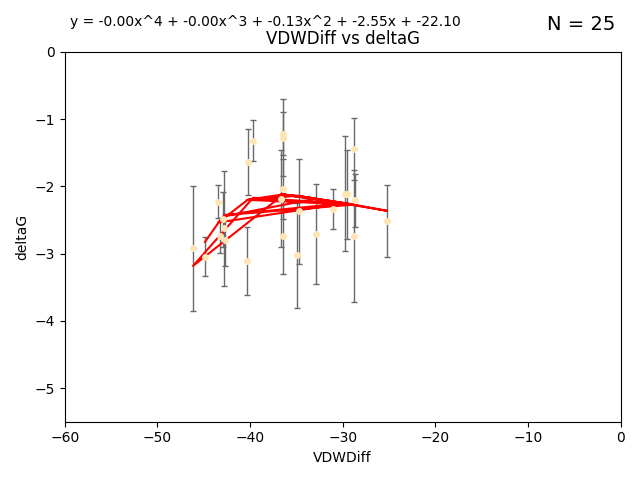 y = -0.00x^4 + -0.00x^3 + -0.13x^2 + -2.55x + -22.10
N = 25
VDWDiff vs deltaG
0
−1
−2
−3
−4
−5
deltaG
−60 −50 −40 −30 −20 −10 0
VDWDiff